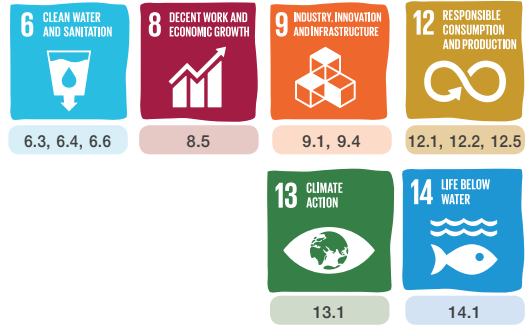 6 CLEAN WATER
AND SANITATION
8 DECENT WORK AND
ECONOMIC GROWTH
9 INDUSTRY, INNOVATION
AND INFRASTRUCTURE
12 RESPONSIBLE
CONSUMPTION
AND PRODUCTION
6.3, 6.4, 6.6
8.5
9.1, 9.4
12.1, 12.2, 12.5
13 CLIMATE
ACTION
14 LIFE BELOW
WATER
13.1
14.1